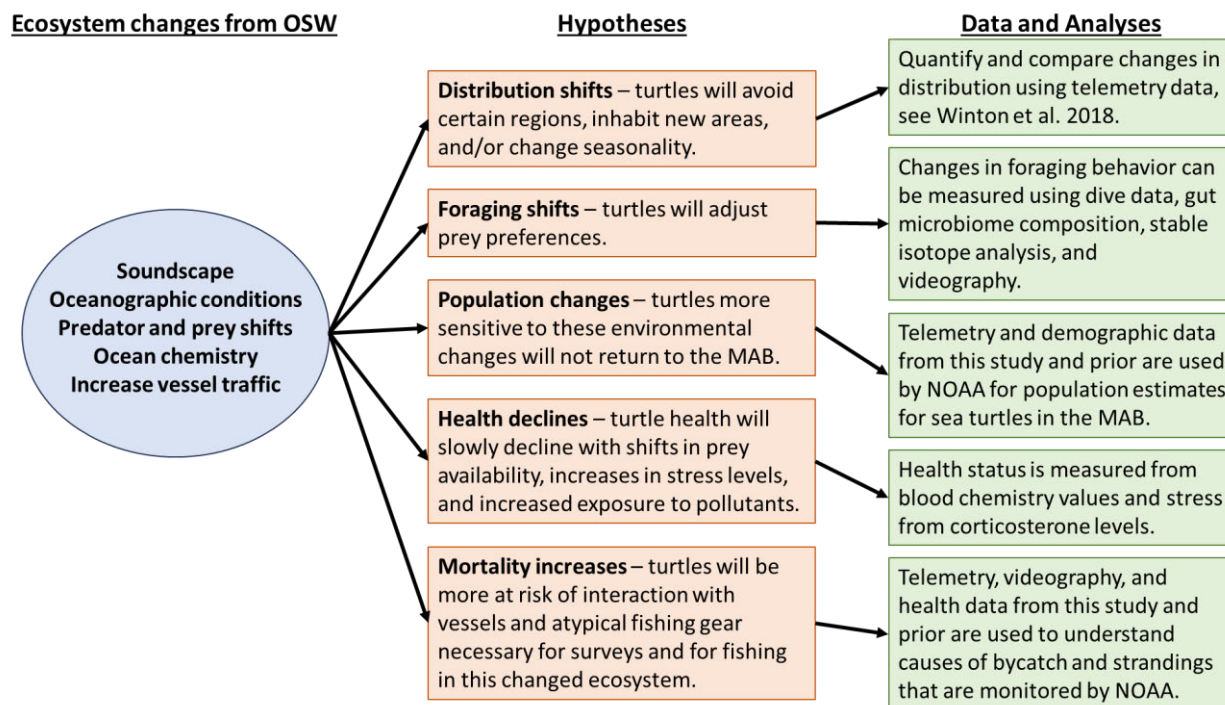 Ecosystem changes from OSW
Hypotheses
Data and Analyses
Soundscape
Oceanographic conditions
Predator and prey shifts
Ocean chemistry
Increase vessel traffic
Distribution shifts – turtles will avoid
certain regions, inhabit new areas,
and/or change seasonality.
Foraging shifts – turtles will adjust
prey preferences.
Population changes – turtles more
sensitive to these environmental
changes will not return to the MAB.
Health declines – turtle health will
slowly decline with shifts in prey
availability, increases in stress levels,
and increased exposure to pollutants.
Mortality increases – turtles will be
more at risk of interaction with
vessels and atypical fishing gear
necessary for surveys and for fishing
in this changed ecosystem.
Quantify and compare changes in
distribution using telemetry data,
see Winton et al. 2018.
Changes in foraging behavior can
be measured using dive data, gut
microbiome composition, stable
isotope analysis, and
videography.
Telemetry and demographic data
from this study and prior are used
by NOAA for population estimates
for sea turtles in the MAB.
Health status is measured from
blood chemistry values and stress
from corticosterone levels.
Telemetry, videography, and
health data from this study and
prior are used to understand
causes of bycatch and strandings
that are monitored by NOAA.